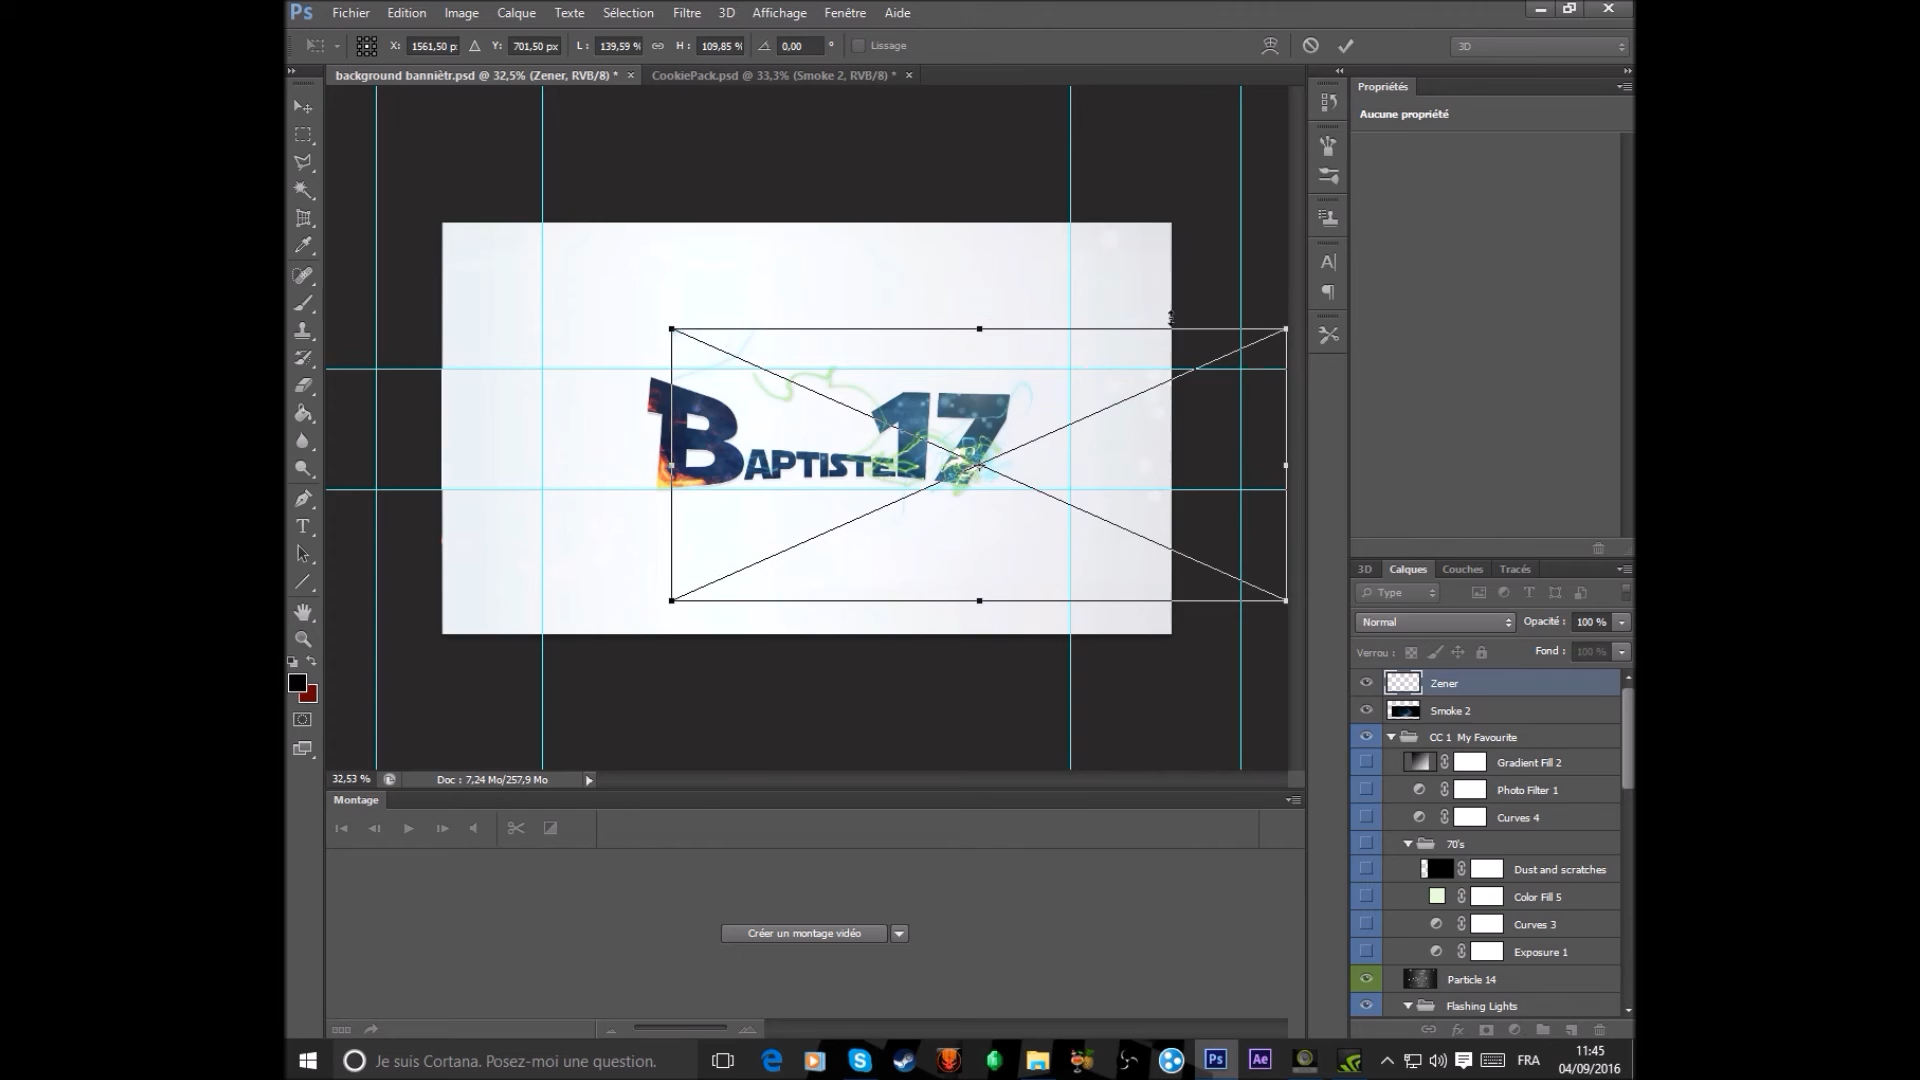 Ps Fichier Edition Image Calque Texte Sélection Filtre 3D Affichage Fenêtre Aide
X: 1561,50 p: Y: 701,50 px L: 139,59 % H: 109,85 % 0,00 ° Lissage 3D
background banniètr.psd @ 32,5% (Zener, RVB/8) * × CookiePack.psd @ 33,3% (Smoke 2, RVB/8) * ×
Propriétés
Aucune propriété
BAPTISTE17
3D Calques Couches Tracés
Type
Normal Opacité : 100 %
Verrou : Fond : 100 %
Zener
Smoke 2
CC 1 My Favourite
Gradient Fill 2
Photo Filter 1
Curves 4
70's
Dust and scratches
Color Fill 5
Curves 3
Exposure 1
Particle 14
Flashing Lights
32,53 % Doc : 7,24 Mo/257,9 Mo
Montage
Créer un montage vidéo
Je suis Cortana. Posez-moi une question.
Ps Ae FRA 11:45
04/09/2016